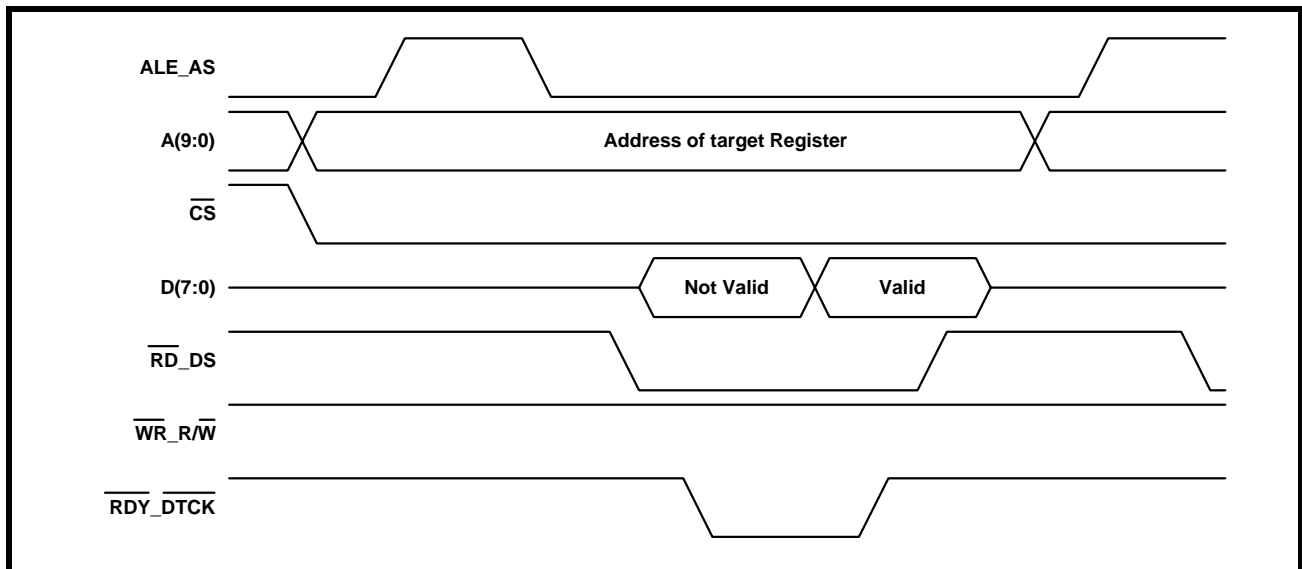 ALE_AS
A(9:0)
Address of target Register
CS
D(7:0)
Not Valid
Valid
RD_DS
WR_R/W
RDY_DTCK